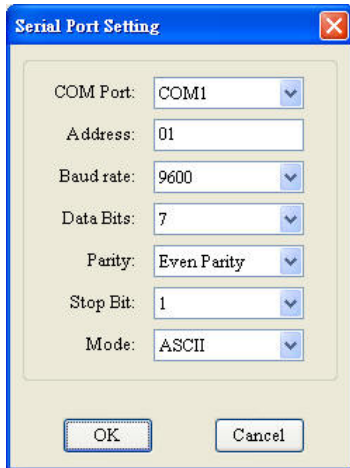 Serial Port Setting
COM Port: COM1
Address: 01
Baud rate: 9600
Data Bits: 7
Parity: Even Parity
Stop Bit: 1
Mode: ASCII
OK Cancel